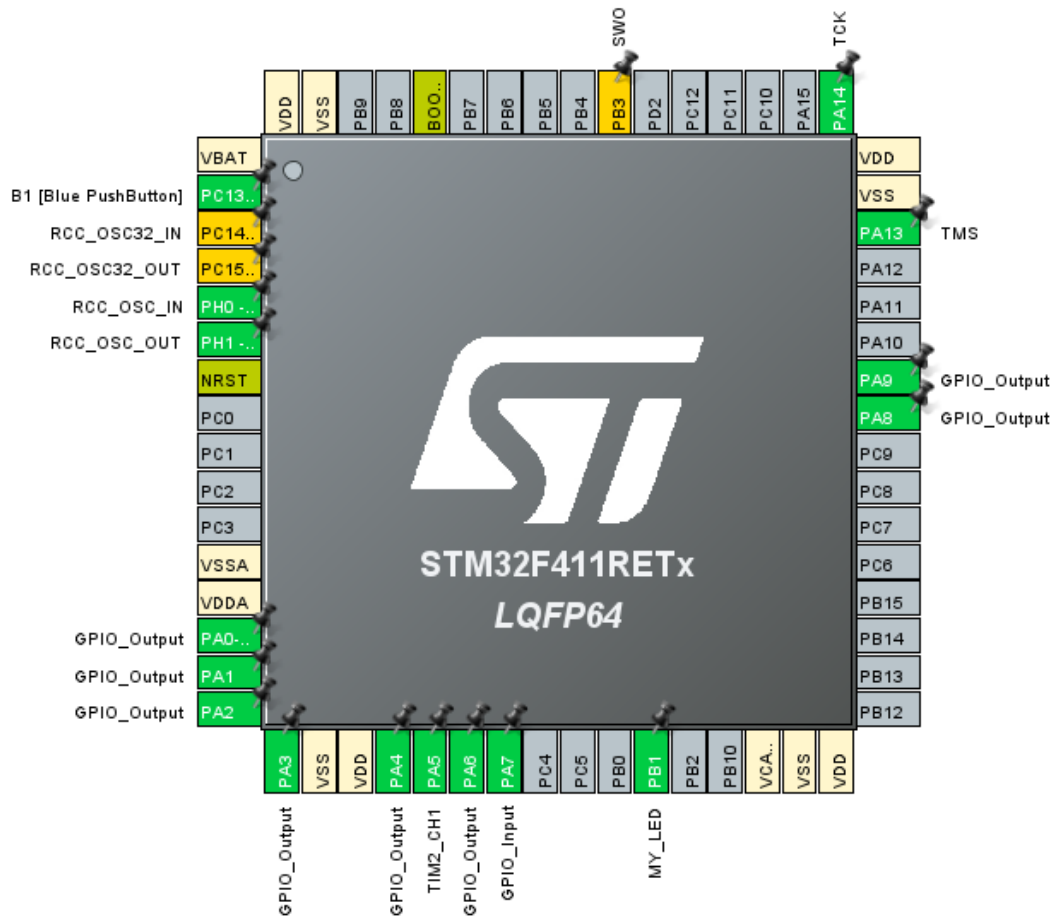 SWO
TCK
VDD
VSS
PB9
PB8
BOO..
PB7
PB6
PB5
PB4
PB3
PD2
PC12
PC11
PC10
PA15
PA14
VBAT
B1 [Blue PushButton] PC13..
RCC_OSC32_IN PC14..
RCC_OSC32_OUT PC15..
RCC_OSC_IN PH0 -..
RCC_OSC_OUT PH1 -..
NRST
PC0
PC1
PC2
PC3
VSSA
VDDA
GPIO_Output PA0-..
GPIO_Output PA1
GPIO_Output PA2
ST
STM32F411RETx
LQFP64
VDD
VSS
PA13 TMS
PA12
PA11
PA10
PA9 GPIO_Output
PA8 GPIO_Output
PC9
PC8
PC7
PC6
PB15
PB14
PB13
PB12
PA3
VSS
VDD
PA4
PA5
PA6
PA7
PC4
PC5
PB0
PB1
PB2
PB10
VCA..
VSS
VDD
GPIO_Output
GPIO_Output
TIM2_CH1
GPIO_Output
GPIO_Input
MY_LED